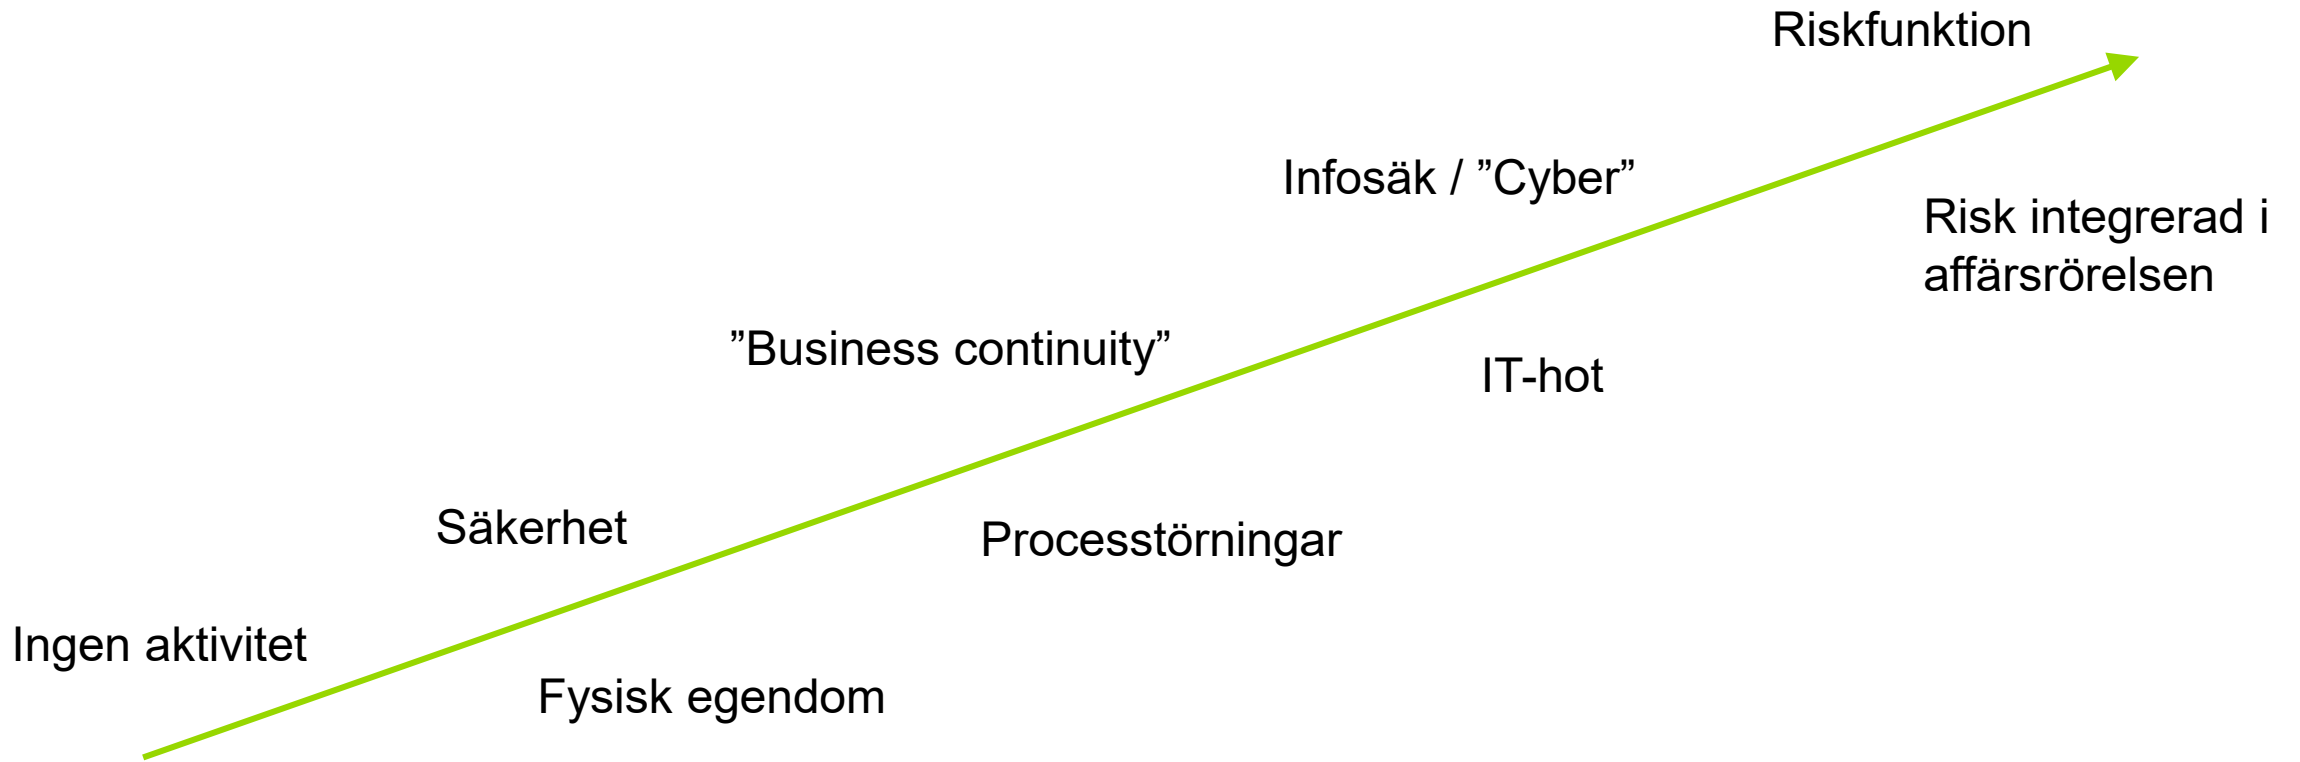 Riskfunktion
Infosäk / ”Cyber”
Risk integrerad i
affärsrörelsen
”Business continuity”
IT-hot
Säkerhet
Processtörningar
Ingen aktivitet
Fysisk egendom